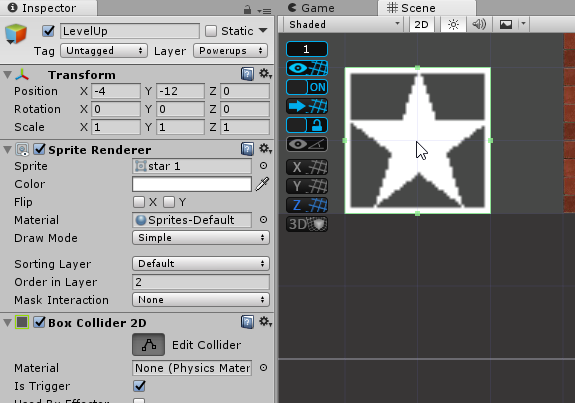 Inspector
LevelUp
Static
Tag Untagged Layer Powerups
Transform
Position X -4 Y -12 Z 0
Rotation X 0 Y 0 Z 0
Scale X 1 Y 1 Z 1
Sprite Renderer
Sprite star 1
Color
Flip X Y
Material Sprites-Default
Draw Mode Simple
Sorting Layer Default
Order in Layer 2
Mask Interaction None
Box Collider 2D
Edit Collider
Material None (Physics Mater
Is Trigger
Used By Effector
Game
Scene
Shaded
2D
1
ON
X
Y
Z
3D